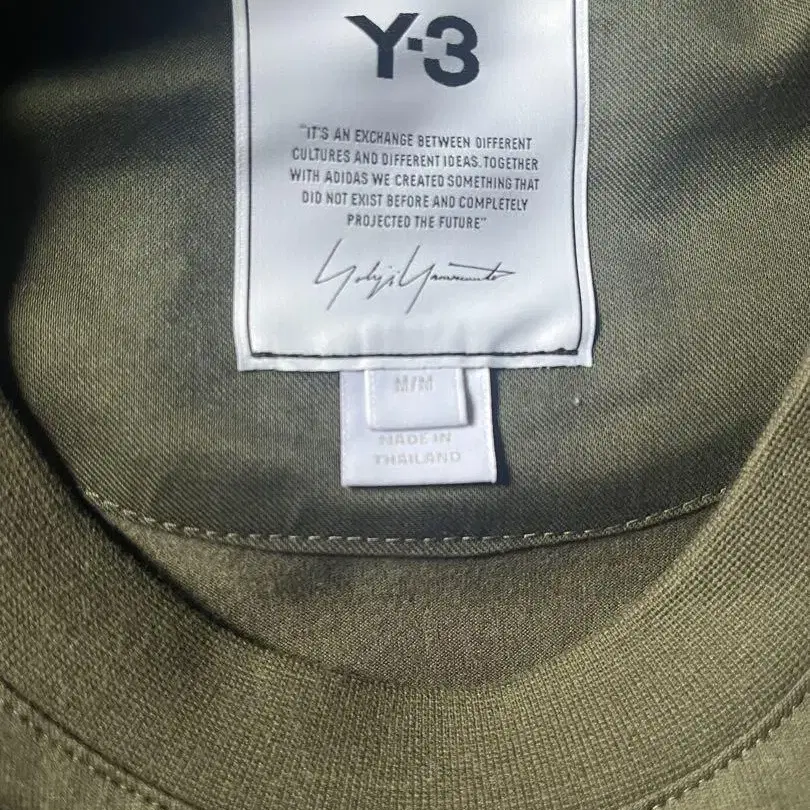 Y-3
"IT'S AN EXCHANGE BETWEEN DIFFERENT
CULTURES AND DIFFERENT IDEAS. TOGETHER
WITH ADIDAS WE CREATED SOMETHING THAT
DID NOT EXIST BEFORE AND COMPLETELY
PROJECTED THE FUTURE"
Yohji Yamamoto
M/M
MADE IN
THAILAND